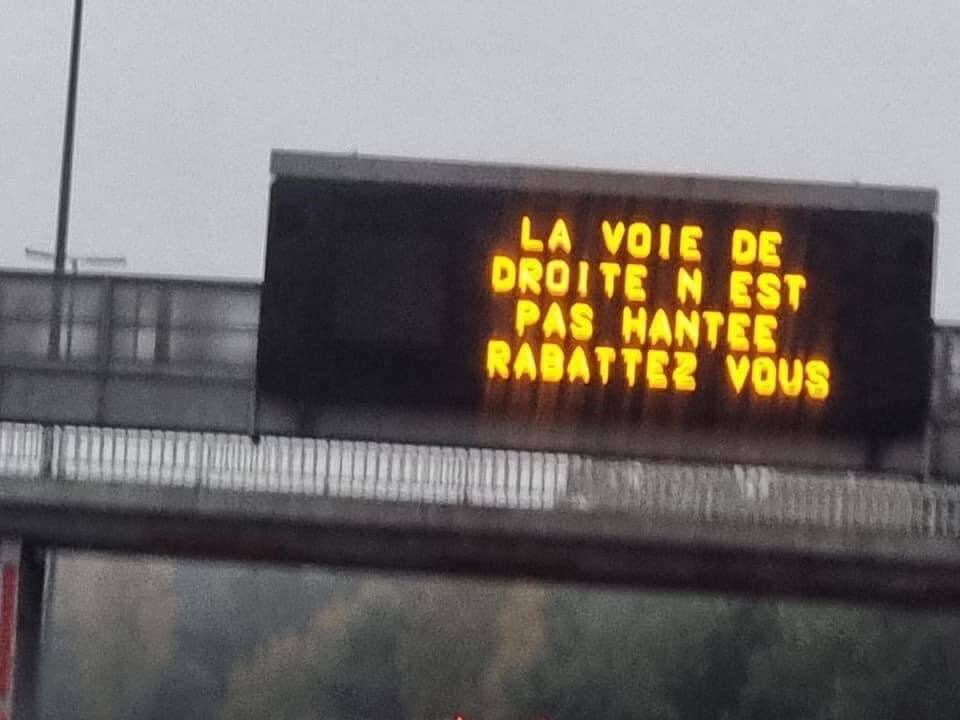 LA VOIE DE
DROITE N EST
PAS HANTEE
RABATTEZ VOUS